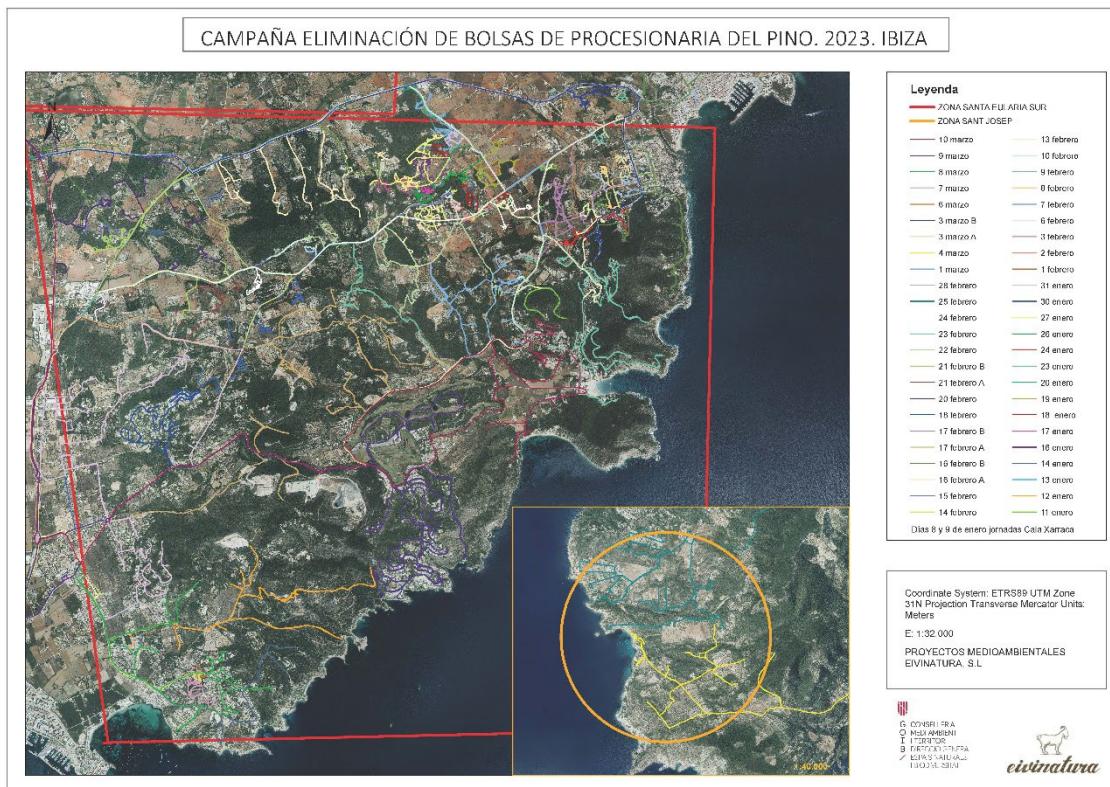 CAMPAÑA ELIMINACIÓN DE BOLSAS DE PROCESIONARIA DEL PINO. 2023. IBIZA
Leyenda
ZONA SANTA EULARIA SUR
ZONA SANT JOSEP
10 marzo
9 marzo
8 marzo
7 marzo
6 marzo
3 marzo B
3 marzo A
4 marzo
1 marzo
28 febrero
25 febrero
24 febrero
23 febrero
22 febrero
21 febrero B
21 febrero A
20 febrero
18 febrero
17 febrero B
17 febrero A
16 febrero B
16 febrero A
15 febrero
14 febrero
13 febrero
10 febrero
9 febrero
8 febrero
7 febrero
6 febrero
3 febrero
2 febrero
1 febrero
31 enero
30 enero
27 enero
26 enero
24 enero
23 enero
20 enero
19 enero
18 enero
17 enero
16 enero
14 enero
13 enero
12 enero
11 enero
Días 8 y 9 de enero jornadas Cala Xarraca
Coordinate System: ETRS89 UTM Zone
31N Projection Transverse Mercator Units:
Meters
E: 1:32.000
PROYECTOS MEDIOAMBIENTALES
EIVINATURA, S.L
1:40.000
G
O
I
B
eivinatura